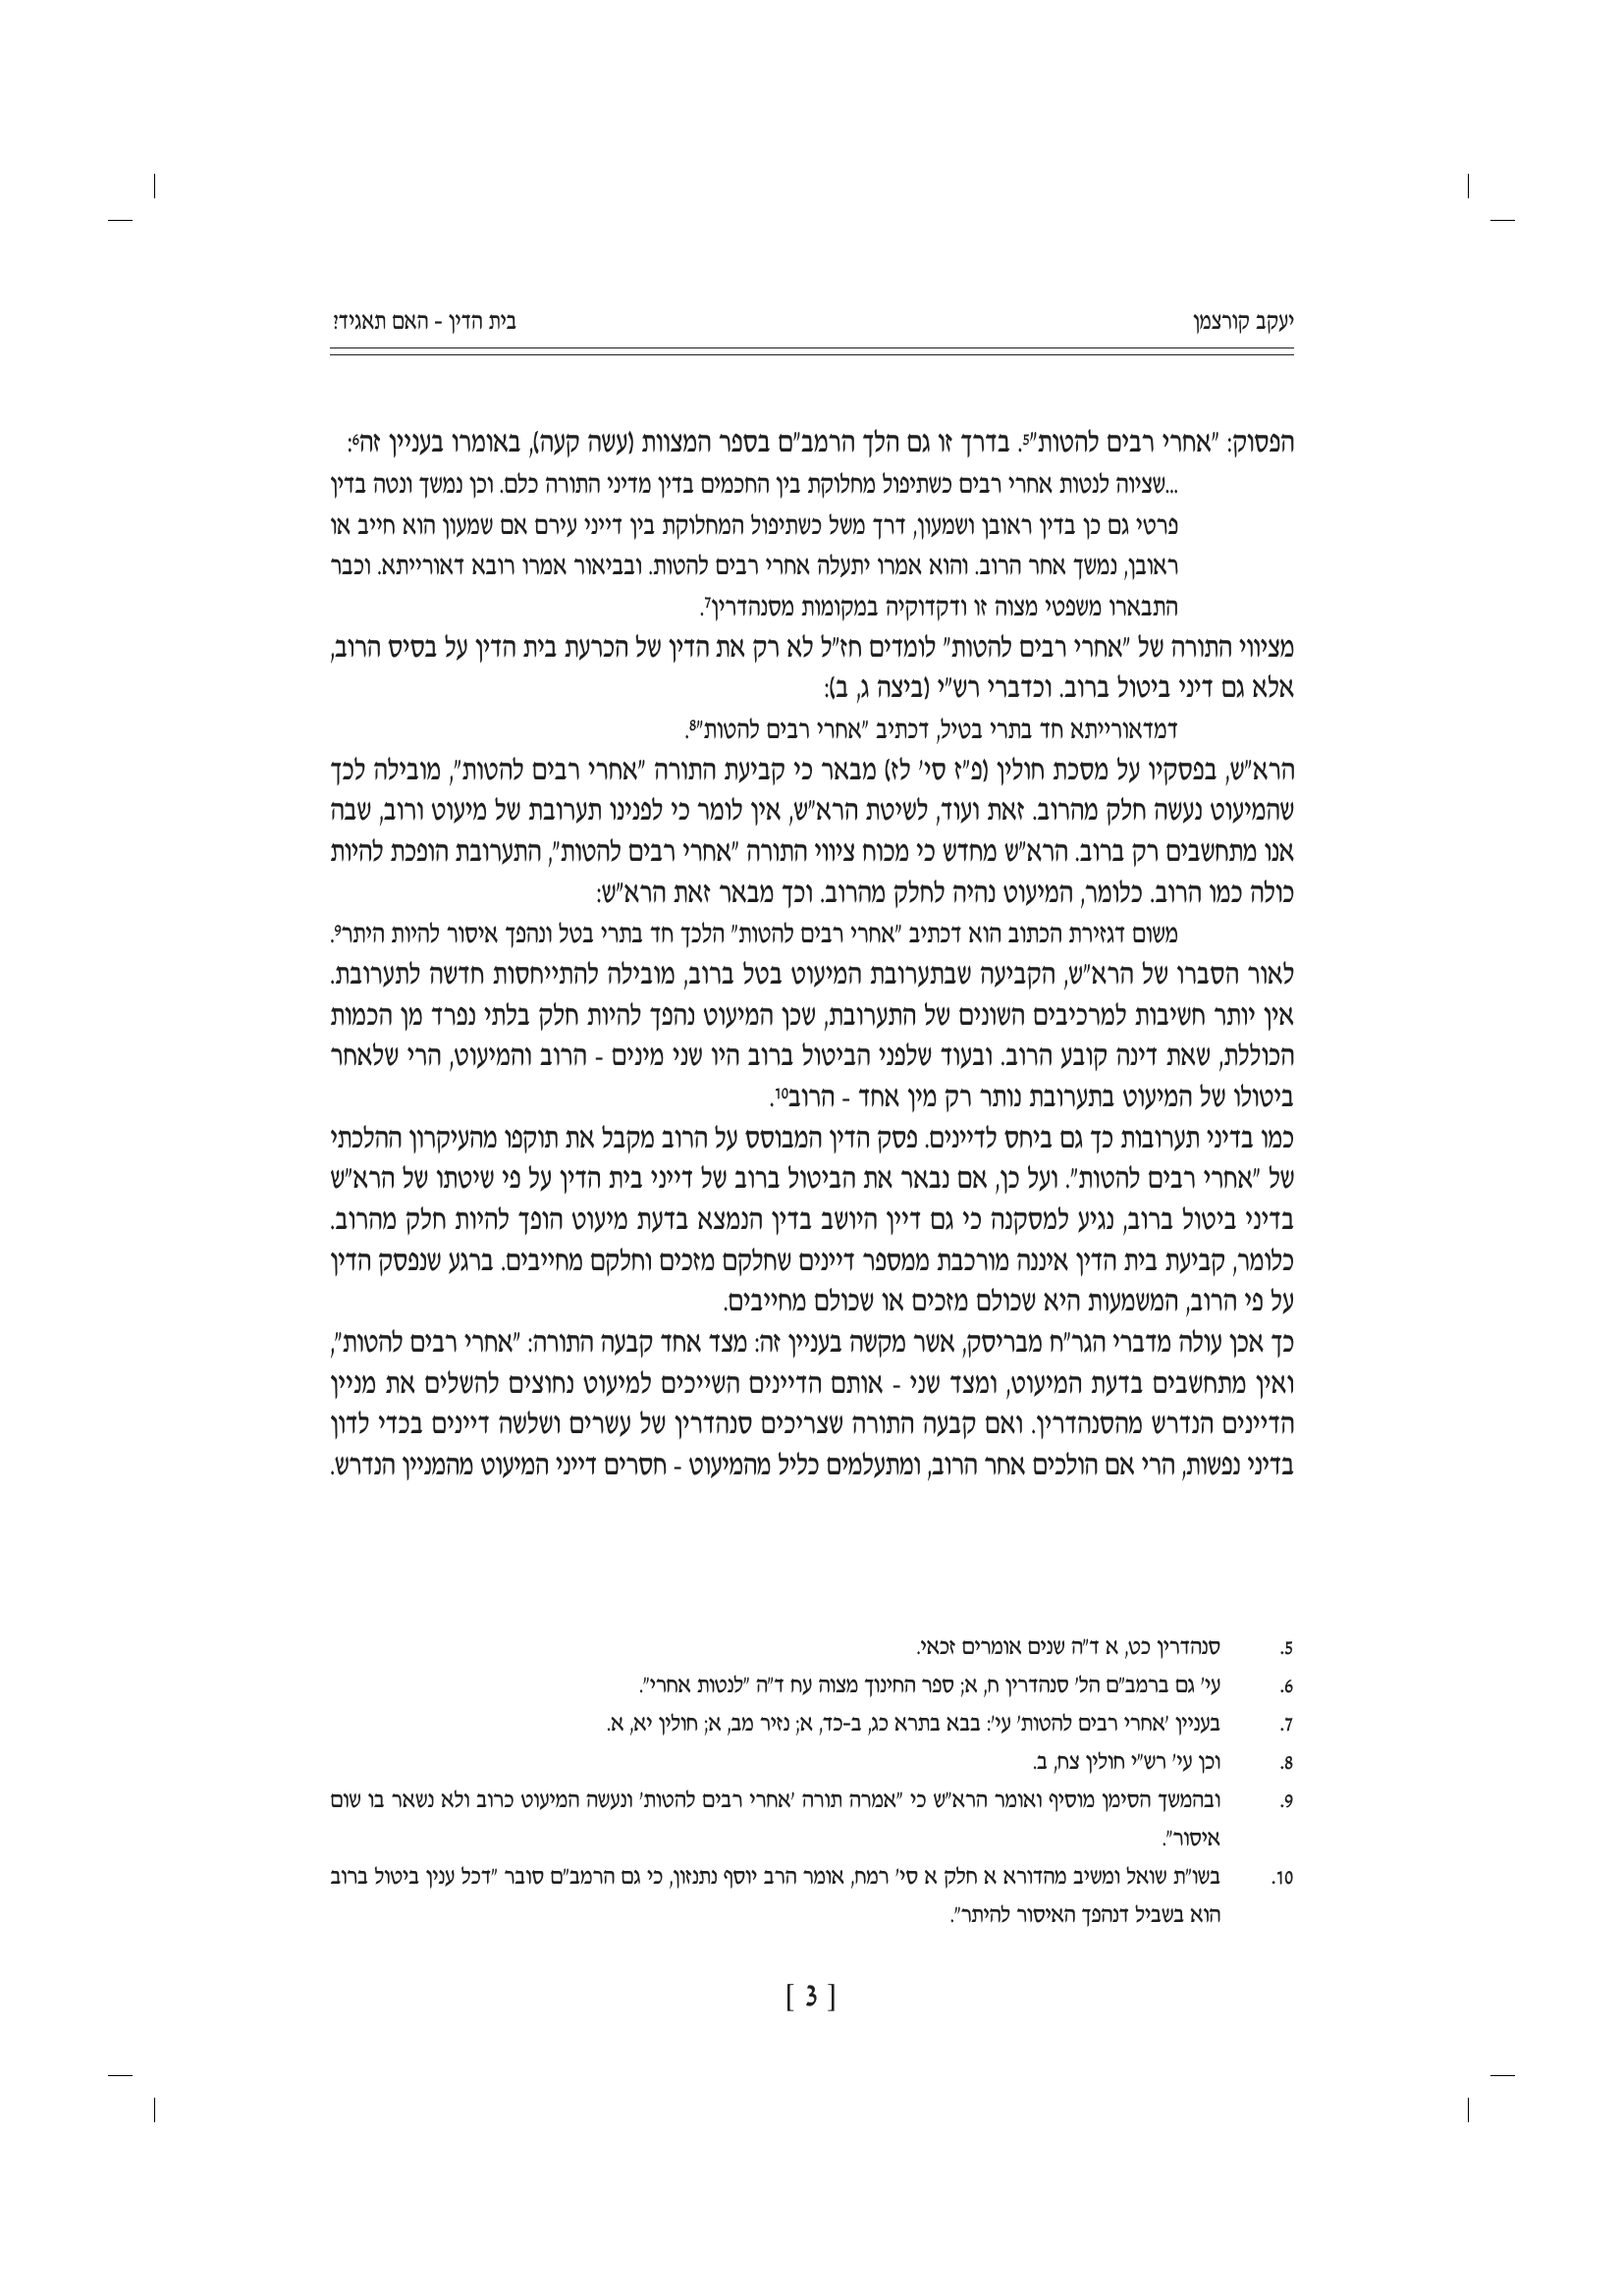 יעקב קורצמן
בית הדין - האם תאגיד?
הפסוק: "אחרי רבים להטות"5. בדרך זו גם הלך הרמב"ם בספר המצוות (עשה קעה), באומרו בעניין זה6:
...שציוה לנטות אחרי רבים כשתיפול מחלוקת בין החכמים בדין מדיני התורה כלם. וכן נמשך ונטה בדין
פרטי גם כן בדין ראובן ושמעון, דרך משל כשתיפול המחלוקת בין דייני עירם אם שמעון הוא חייב או
ראובן, נמשך אחר הרוב. והוא אמרו יתעלה אחרי רבים להטות. ובביאור אמרו רובא דאורייתא. וכבר
התבארו משפטי מצוה זו ודקדוקיה במקומות מסנהדרין7.
מציווי התורה של "אחרי רבים להטות" לומדים חז"ל לא רק את הדין של הכרעת בית הדין על בסיס הרוב,
אלא גם דיני ביטול ברוב. וכדברי רש"י (ביצה ג, ב):
דמדאורייתא חד בתרי בטיל, דכתיב "אחרי רבים להטות"8.
הרא"ש, בפסקיו על מסכת חולין (פ"ז סי' לז) מבאר כי קביעת התורה "אחרי רבים להטות", מובילה לכך
שהמיעוט נעשה חלק מהרוב. זאת ועוד, לשיטת הרא"ש, אין לומר כי לפנינו תערובת של מיעוט ורוב, שבה
אנו מתחשבים רק ברוב. הרא"ש מחדש כי מכוח ציווי התורה "אחרי רבים להטות", התערובת הופכת להיות
כולה כמו הרוב. כלומר, המיעוט נהיה לחלק מהרוב. וכך מבאר זאת הרא"ש:
משום דגזירת הכתוב הוא דכתיב "אחרי רבים להטות" הלכך חד בתרי בטל ונהפך איסור להיות היתר9.
לאור הסברו של הרא"ש, הקביעה שבתערובת המיעוט בטל ברוב, מובילה להתייחסות חדשה לתערובת.
אין יותר חשיבות למרכיבים השונים של התערובת, שכן המיעוט נהפך להיות חלק בלתי נפרד מן הכמות
הכוללת, שאת דינה קובע הרוב. ובעוד שלפני הביטול ברוב היו שני מינים - הרוב והמיעוט, הרי שלאחר
ביטולו של המיעוט בתערובת נותר רק מין אחד - הרוב10.
כמו בדיני תערובות כך גם ביחס לדיינים. פסק הדין המבוסס על הרוב מקבל את תוקפו מהעיקרון ההלכתי
של "אחרי רבים להטות". ועל כן, אם נבאר את הביטול ברוב של דייני בית הדין על פי שיטתו של הרא"ש
בדיני ביטול ברוב, נגיע למסקנה כי גם דיין היושב בדין הנמצא בדעת מיעוט הופך להיות חלק מהרוב.
כלומר, קביעת בית הדין איננה מורכבת ממספר דיינים שחלקם מזכים וחלקם מחייבים. ברגע שנפסק הדין
על פי הרוב, המשמעות היא שכולם מזכים או שכולם מחייבים.
כך אכן עולה מדברי הגר"ח מבריסק, אשר מקשה בעניין זה: מצד אחד קבעה התורה: "אחרי רבים להטות",
ואין מתחשבים בדעת המיעוט, ומצד שני - אותם הדיינים השייכים למיעוט נחוצים להשלים את מניין
הדיינים הנדרש מהסנהדרין. ואם קבעה התורה שצריכים סנהדרין של עשרים ושלשה דיינים בכדי לדון
בדיני נפשות, הרי אם הולכים אחר הרוב, ומתעלמים כליל מהמיעוט - חסרים דייני המיעוט מהמניין הנדרש.
5. סנהדרין כט, א ד"ה שנים אומרים זכאי.
6. עי' גם ברמב"ם הל' סנהדרין ח, א; ספר החינוך מצוה עח ד"ה "לנטות אחרי".
7. בעניין 'אחרי רבים להטות' עי': בבא בתרא כג, ב-כד, א; נזיר מב, א; חולין יא, א.
8. וכן עי' רש"י חולין צח, ב.
9. ובהמשך הסימן מוסיף ואומר הרא"ש כי "אמרה תורה 'אחרי רבים להטות' ונעשה המיעוט כרוב ולא נשאר בו שום
איסור".
10. בשו"ת שואל ומשיב מהדורא א חלק א סי' רמח, אומר הרב יוסף נתנזון, כי גם הרמב"ם סובר "דכל ענין ביטול ברוב
הוא בשביל דנהפך האיסור להיתר".
[ 3 ]